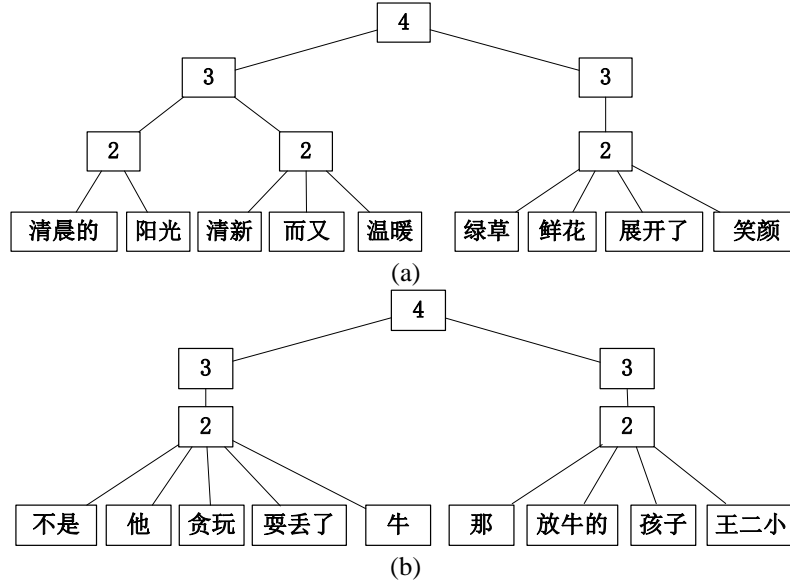 4
3 3
2 2 2
清晨的 阳光 清新 而又 温暖 绿草 鲜花 展开了 笑颜
(a)
4
3 3
2 2
不是 他 贪玩 耍丢了 牛 那 放牛的 孩子 王二小
(b)